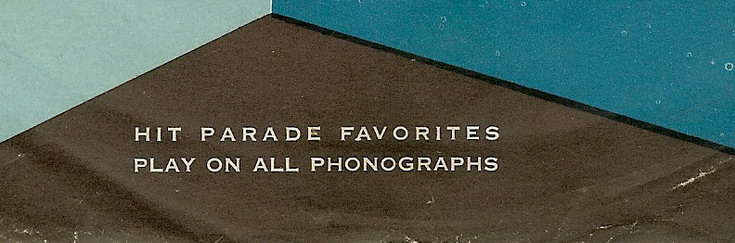 HIT PARADE FAVORITES
PLAY ON ALL PHONOGRAPHS